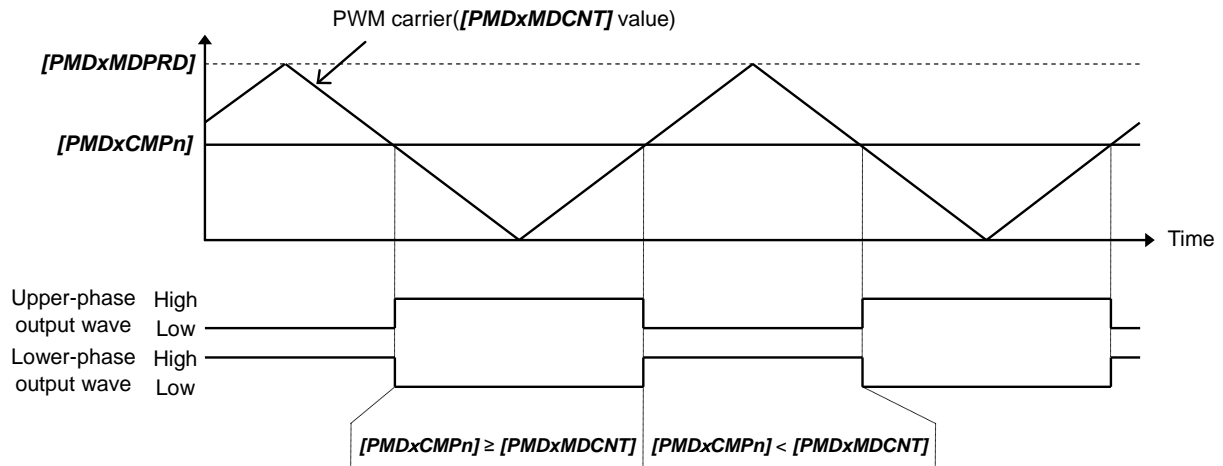 PWM carrier([PMDxMDCNT] value)
[PMDxMDPRD]
[PMDxCMPn]
Time
Upper-phase High
output wave Low
Lower-phase High
output wave Low
[PMDxCMPn] ≥ [PMDxMDCNT] [PMDxCMPn] < [PMDxMDCNT]